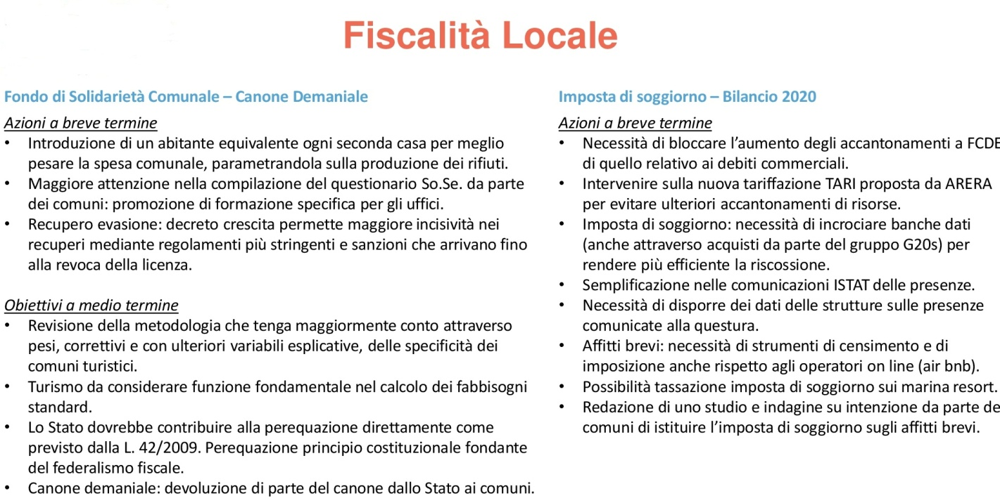 Fiscalità Locale
Fondo di Solidarietà Comunale – Canone Demaniale
Azioni a breve termine
• Introduzione di un abitante equivalente ogni seconda casa per meglio
pesare la spesa comunale, parametrandola sulla produzione dei rifiuti.
• Maggiore attenzione nella compilazione del questionario So.Se. da parte
dei comuni: promozione di formazione specifica per gli uffici.
• Recupero evasione: decreto crescita permette maggiore incisività nei
recuperi mediante regolamenti più stringenti e sanzioni che arrivano fino
alla revoca della licenza.
Obiettivi a medio termine
• Revisione della metodologia che tenga maggiormente conto attraverso
pesi, correttivi e con ulteriori variabili esplicative, delle specificità dei
comuni turistici.
• Turismo da considerare funzione fondamentale nel calcolo dei fabbisogni
standard.
• Lo Stato dovrebbe contribuire alla perequazione direttamente come
previsto dalla L. 42/2009. Perequazione principio costituzionale fondante
del federalismo fiscale.
• Canone demaniale: devoluzione di parte del canone dallo Stato ai comuni.
Imposta di soggiorno – Bilancio 2020
Azioni a breve termine
• Necessità di bloccare l’aumento degli accantonamenti a FCDE
di quello relativo ai debiti commerciali.
• Intervenire sulla nuova tariffazione TARI proposta da ARERA
per evitare ulteriori accantonamenti di risorse.
• Imposta di soggiorno: necessità di incrociare banche dati
(anche attraverso acquisti da parte del gruppo G20s) per
rendere più efficiente la riscossione.
• Semplificazione nelle comunicazioni ISTAT delle presenze.
• Necessità di disporre dei dati delle strutture sulle presenze
comunicate alla questura.
• Affitti brevi: necessità di strumenti di censimento e di
imposizione anche rispetto agli operatori on line (air bnb).
• Possibilità tassazione imposta di soggiorno sui marina resort.
• Redazione di uno studio e indagine su intenzione da parte de
comuni di istituire l’imposta di soggiorno sugli affitti brevi.